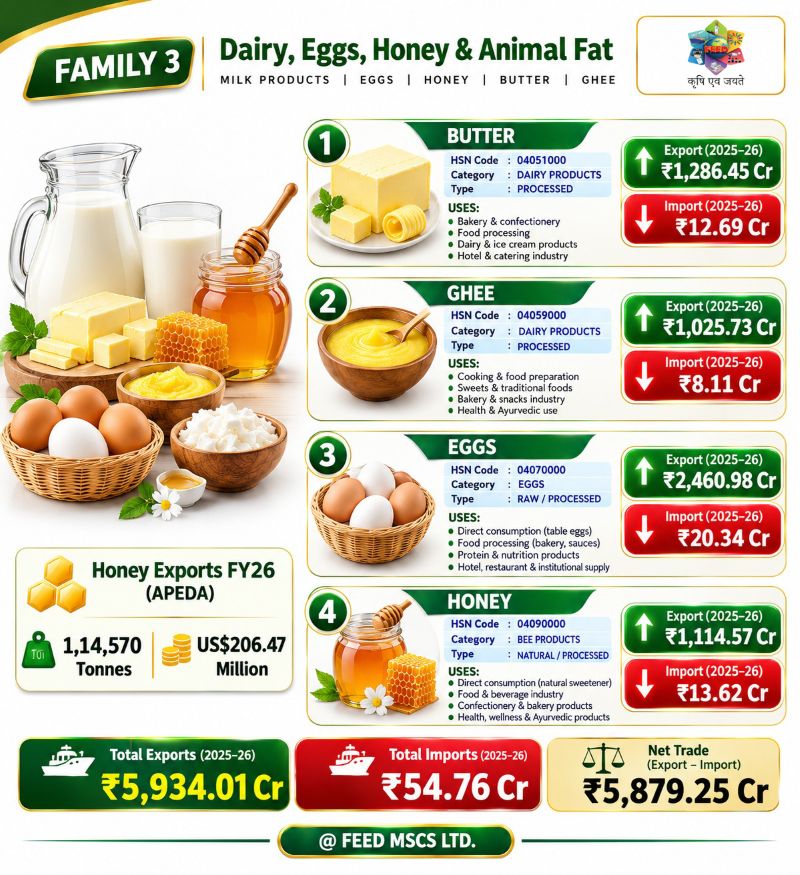 FAMILY 3
Dairy, Eggs, Honey & Animal Fat
MILK PRODUCTS | EGGS | HONEY | BUTTER | GHEE
FEED
कृषि एव जयते
1
BUTTER
HSN Code : 04051000
Category : DAIRY PRODUCTS
Type : PROCESSED
USES:
Bakery & confectionery
Food processing
Dairy & ice cream products
Hotel & catering industry
Export (2025-26)
₹1,286.45 Cr
Import (2025-26)
₹12.69 Cr
2
GHEE
HSN Code : 04059000
Category : DAIRY PRODUCTS
Type : PROCESSED
USES:
Cooking & food preparation
Sweets & traditional foods
Bakery & snacks industry
Health & Ayurvedic use
Export (2025-26)
₹1,025.73 Cr
Import (2025-26)
₹8.11 Cr
3
EGGS
HSN Code : 04070000
Category : EGGS
Type : RAW / PROCESSED
USES:
Direct consumption (table eggs)
Food processing (bakery, sauces)
Protein & nutrition products
Hotel, restaurant & institutional supply
Export (2025-26)
₹2,460.98 Cr
Import (2025-26)
₹20.34 Cr
Honey Exports FY26
(APEDA)
1,14,570
Tonnes
US$206.47
Million
4
HONEY
HSN Code : 04090000
Category : BEE PRODUCTS
Type : NATURAL / PROCESSED
USES:
Direct consumption (natural sweetener)
Food & beverage industry
Confectionery & bakery products
Health, wellness & Ayurvedic products
Export (2025-26)
₹1,114.57 Cr
Import (2025-26)
₹13.62 Cr
Total Exports (2025-26)
₹5,934.01 Cr
Total Imports (2025-26)
₹54.76 Cr
Net Trade
(Export – Import)
₹5,879.25 Cr
@ FEED MSCS LTD.